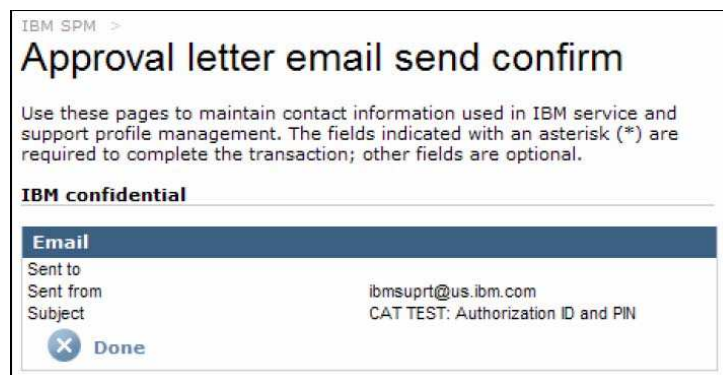 IBM SPM >
Approval letter email send confirm
Use these pages to maintain contact information used in IBM service and
support profile management. The fields indicated with an asterisk (*) are
required to complete the transaction; other fields are optional.
IBM confidential
Email
Sent to
Sent from ibmsuprt@us.ibm.com
Subject CAT TEST: Authorization ID and PIN
Done